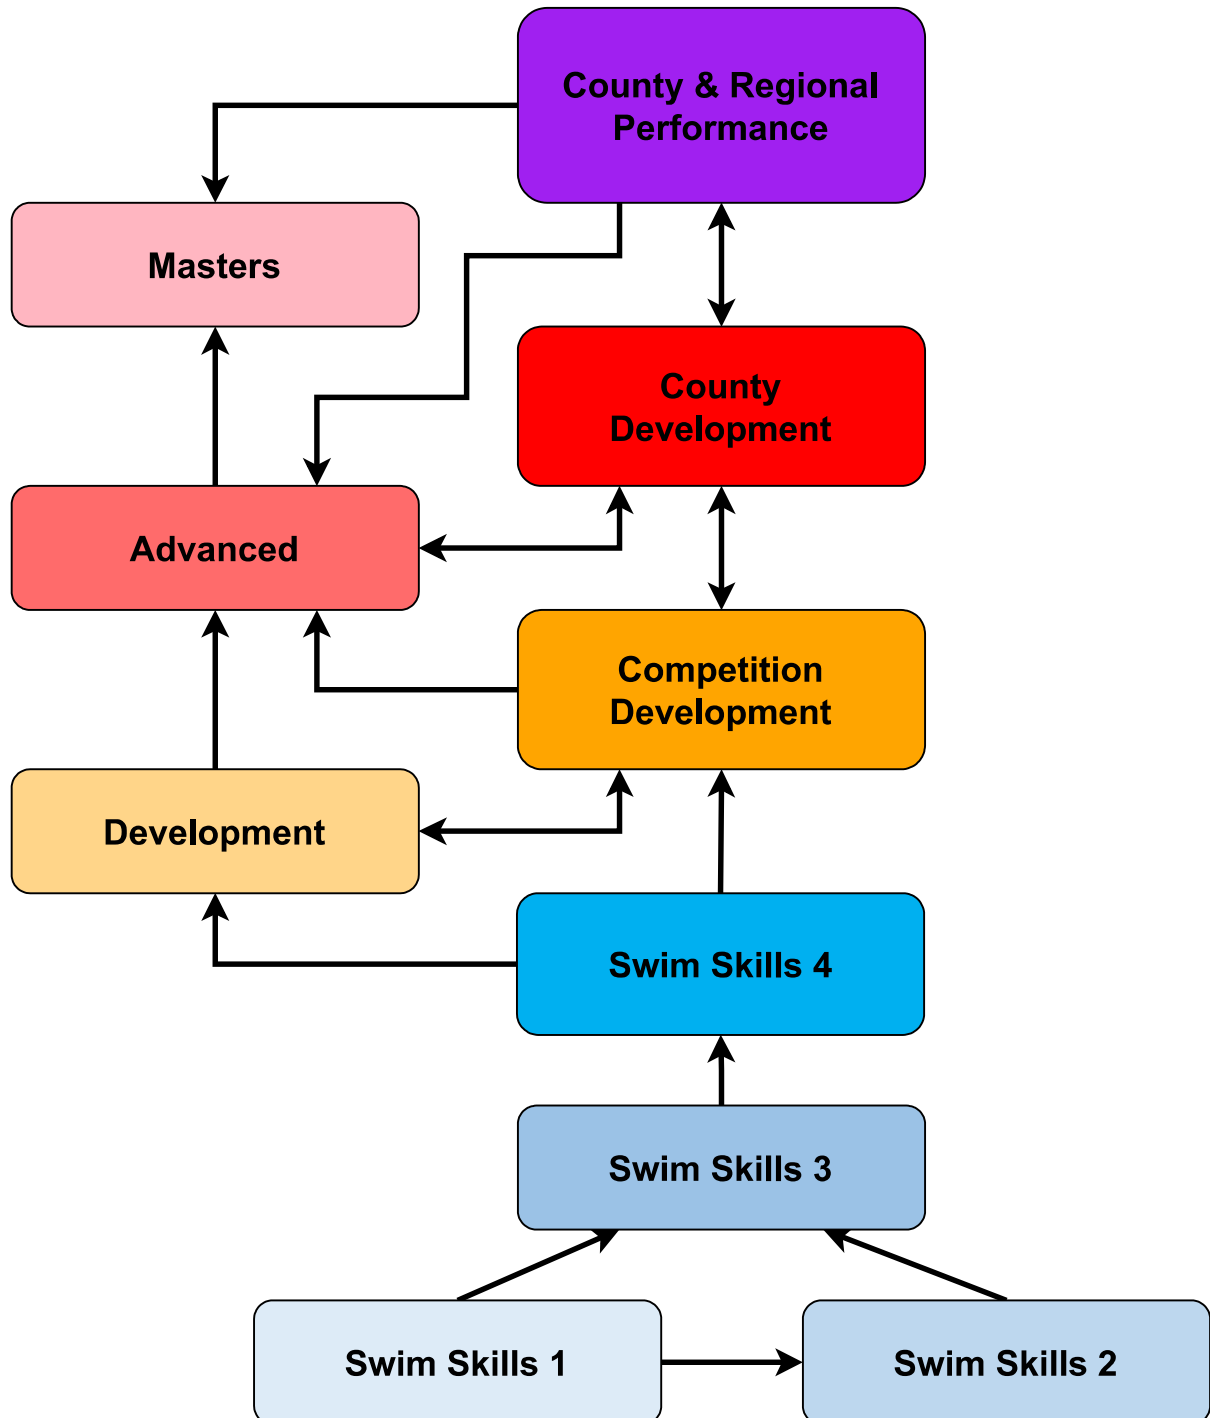 County & Regional
Performance
Masters
County
Development
Advanced
Competition
Development
Development
Swim Skills 4
Swim Skills 3
Swim Skills 1
Swim Skills 2